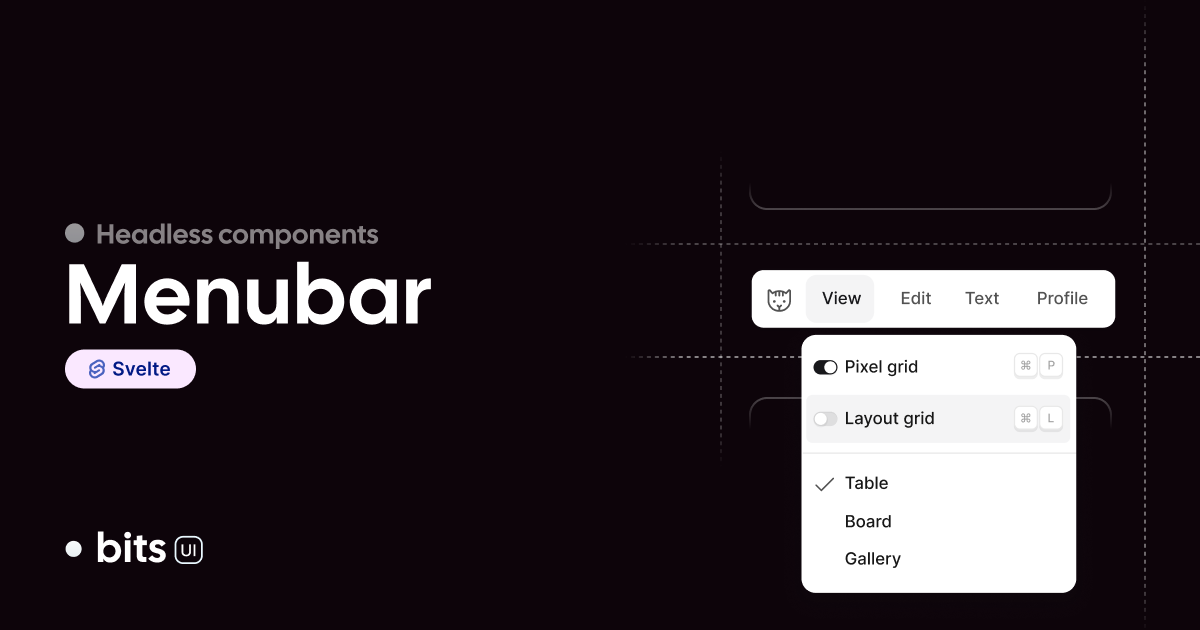 Headless components
Menubar
Svelte
bits UI
View Edit Text Profile
Pixel grid ⌘ P
Layout grid ⌘ L
Table
Board
Gallery